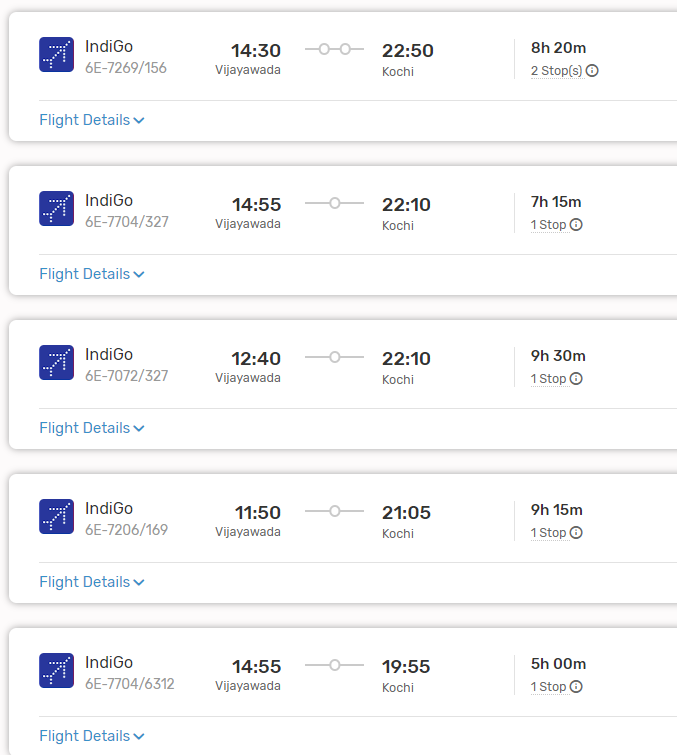 IndiGo 14:30 22:50 8h 20m
6E-7269/156 Vijayawada Kochi 2 Stop(s)
Flight Details
IndiGo 14:55 22:10 7h 15m
6E-7704/327 Vijayawada Kochi 1 Stop
Flight Details
IndiGo 12:40 22:10 9h 30m
6E-7072/327 Vijayawada Kochi 1 Stop
Flight Details
IndiGo 11:50 21:05 9h 15m
6E-7206/169 Vijayawada Kochi 1 Stop
Flight Details
IndiGo 14:55 19:55 5h 00m
6E-7704/6312 Vijayawada Kochi 1 Stop
Flight Details